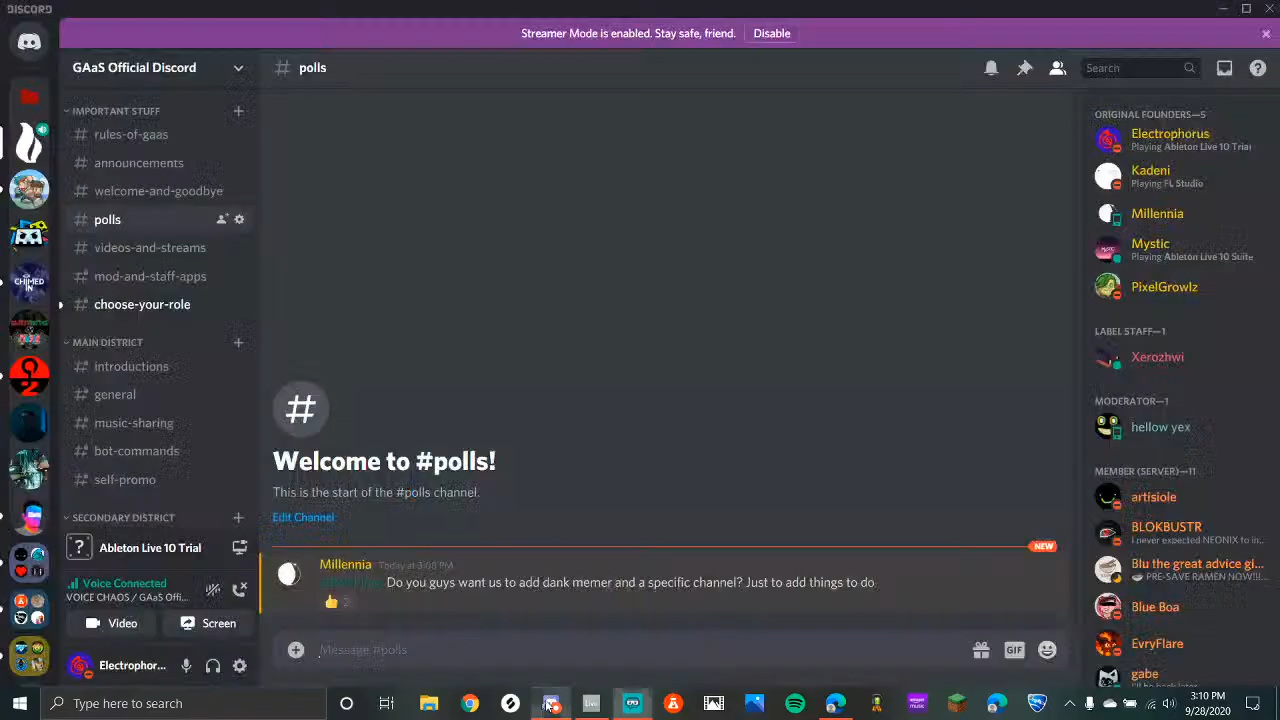 DISCORD
Streamer Mode is enabled. Stay safe, friend. Disable
GAaS Official Discord
polls
Search
IMPORTANT STUFF
rules-of-gaas
announcements
welcome-and-goodbye
polls
videos-and-streams
mod-and-staff-apps
choose-your-role
MAIN DISTRICT
introductions
general
music-sharing
bot-commands
self-promo
SECONDARY DISTRICT
Ableton Live 10 Trial
Voice Connected
VOICE CHAOS / GAaS Offi...
Video
Screen
Electrophor...
Welcome to #polls!
This is the start of the #polls channel.
Edit Channel
NEW
Millennia Today at 3:08 PM
Do you guys want us to add dank memer and a specific channel? Just to add things to do
2
Message #polls
GIF
ORIGINAL FOUNDERS—5
Electrophorus
Playing Ableton Live 10 Trial
Kadeni
Playing FL Studio
Millennia
Mystic
Playing Ableton Live 10 Suite
PixelGrowlz
LABEL STAFF—1
Xerozhwi
MODERATOR—1
hellow yex
MEMBER (SERVER)—11
artisiole
BLOKBUSTR
I never expected NEONIX to in...
Blu the great advice gi...
PRE-SAVE RAMEN NOW!!!...
Blue Boa
EvryFlare
gabe
CHIMED IN
Type here to search
Live
amazon music
3:10 PM
9/28/2020